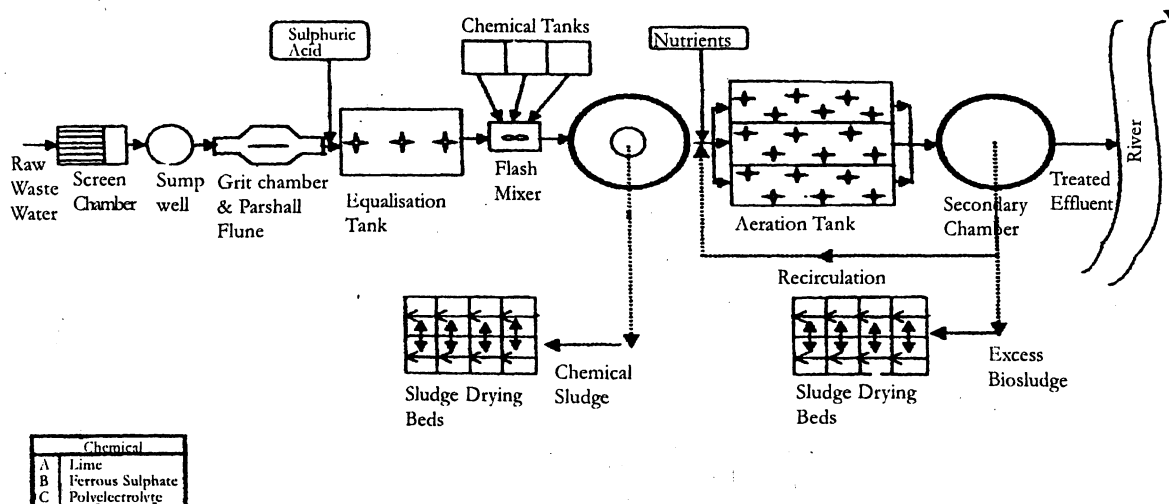 Sulphuric
Acid
Chemical Tanks
Nutrients
Raw
Waste
Water
Screen
Chamber
Sump
well
Grit chamber
& Parshall
Flune
Equalisation
Tank
Flash
Mixer
Aeration Tank
Secondary
Chamber
Treated
Effluent
River
Recirculation
Sludge Drying
Beds
Chemical
Sludge
Sludge Drying
Beds
Excess
Biosludge
Chemical
A Lime
B Ferrous Sulphate
C Polyelectrolyte